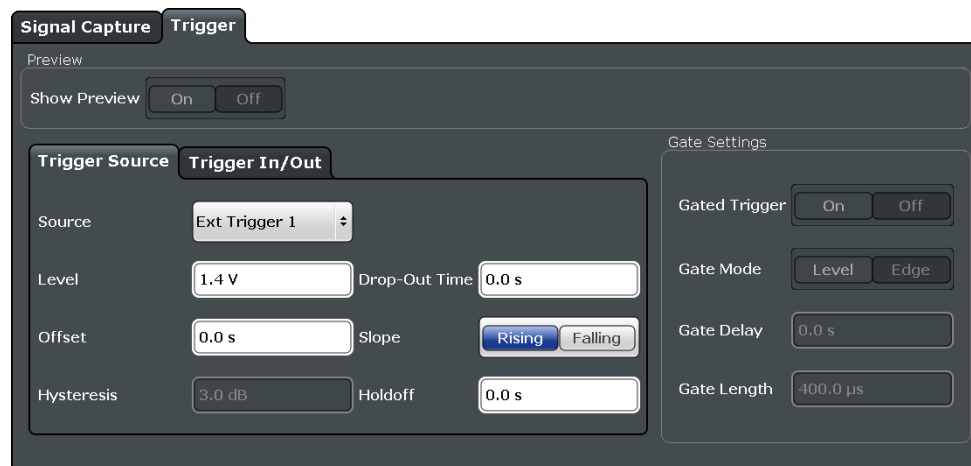 Signal Capture Trigger
Preview
Show Preview On Off
Trigger Source Trigger In/Out
Source Ext Trigger 1
Level 1.4 V Drop-Out Time 0.0 s
Offset 0.0 s Slope Rising Falling
Hysteresis 3.0 dB Holdoff 0.0 s
Gate Settings
Gated Trigger On Off
Gate Mode Level Edge
Gate Delay 0.0 s
Gate Length 400.0 µs